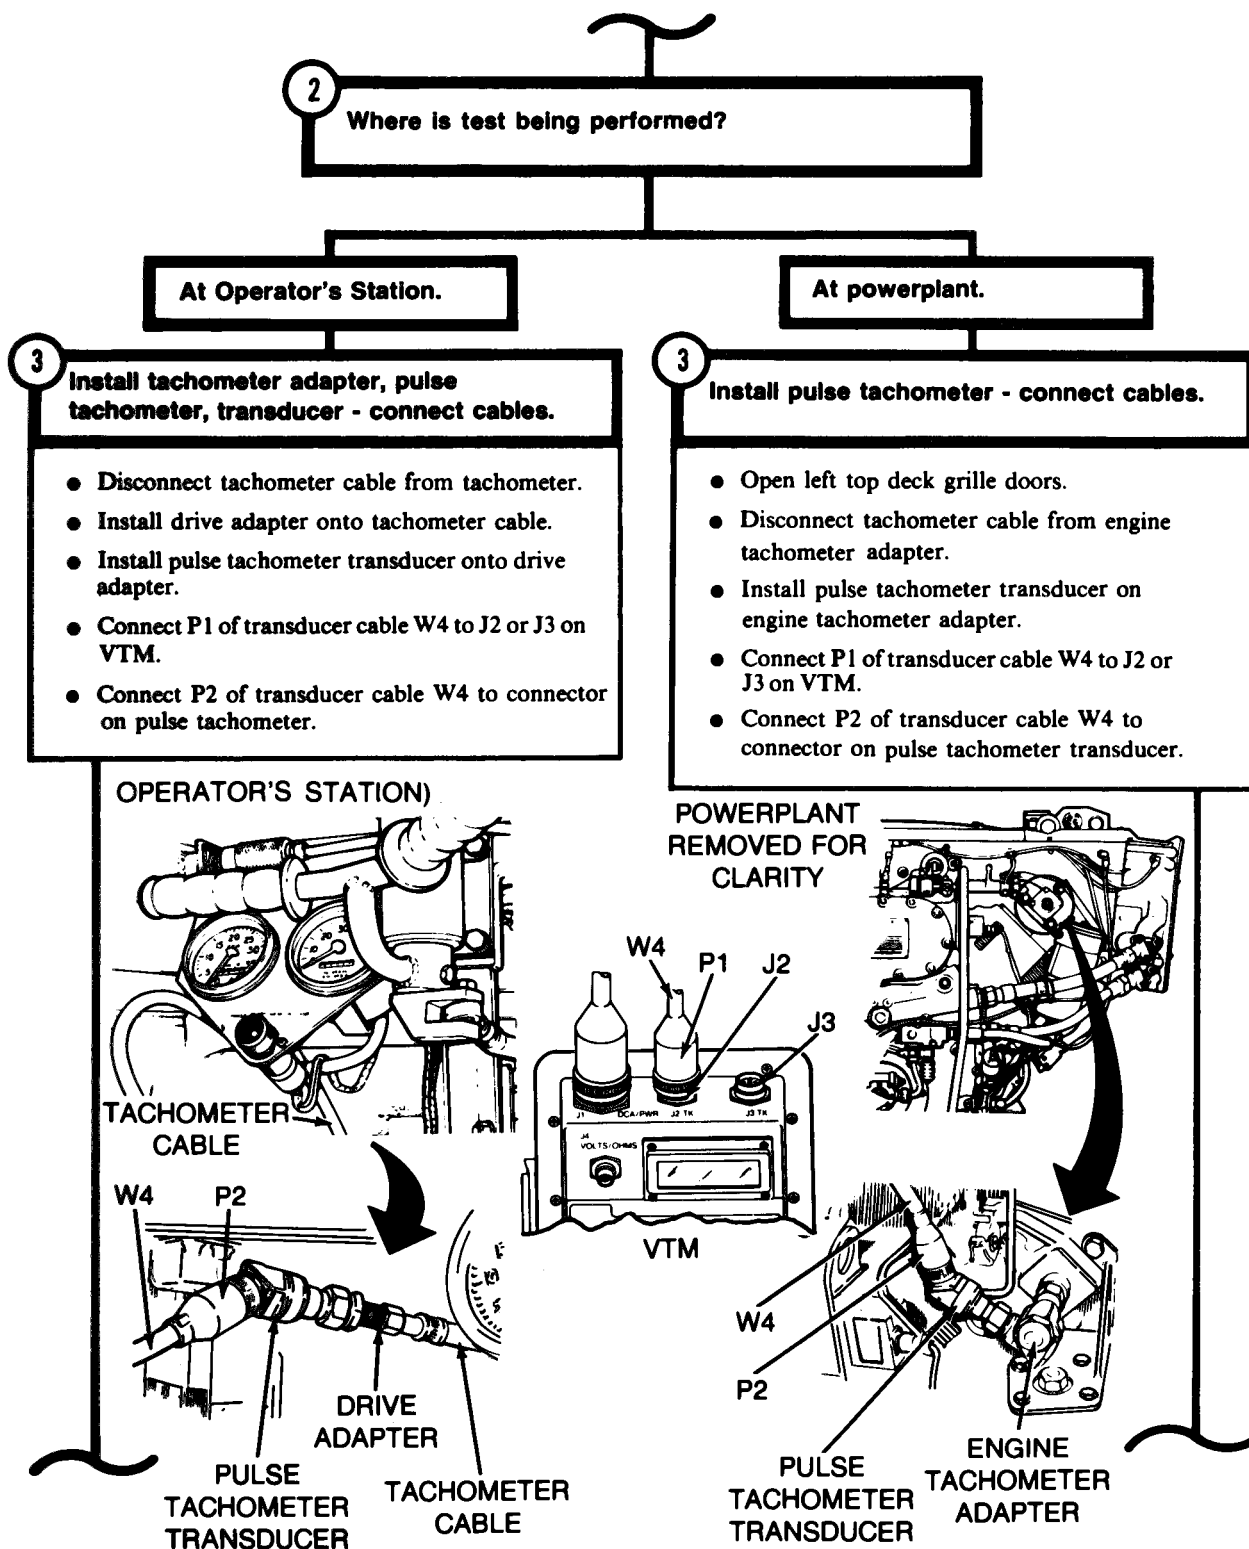 2
Where is test being performed?
At Operator's Station.
At powerplant.
3
Install tachometer adapter, pulse
tachometer, transducer - connect cables.
● Disconnect tachometer cable from tachometer.
● Install drive adapter onto tachometer cable.
● Install pulse tachometer transducer onto drive
adapter.
● Connect P1 of transducer cable W4 to J2 or J3 on
VTM.
● Connect P2 of transducer cable W4 to connector
on pulse tachometer.
3
Install pulse tachometer - connect cables.
● Open left top deck grille doors.
● Disconnect tachometer cable from engine
tachometer adapter.
● Install pulse tachometer transducer on
engine tachometer adapter.
● Connect P1 of transducer cable W4 to J2 or
J3 on VTM.
● Connect P2 of transducer cable W4 to
connector on pulse tachometer transducer.
OPERATOR'S STATION)
TACHOMETER
CABLE
W4
P2
DRIVE
ADAPTER
PULSE
TACHOMETER
TRANSDUCER
TACHOMETER
CABLE
W4
P1
J2
J3
J1
DCA/PWR
J2 TK
J3 TK
J4
VOLTS/OHMS
VTM
POWERPLANT
REMOVED FOR
CLARITY
W4
P2
PULSE
TACHOMETER
TRANSDUCER
ENGINE
TACHOMETER
ADAPTER